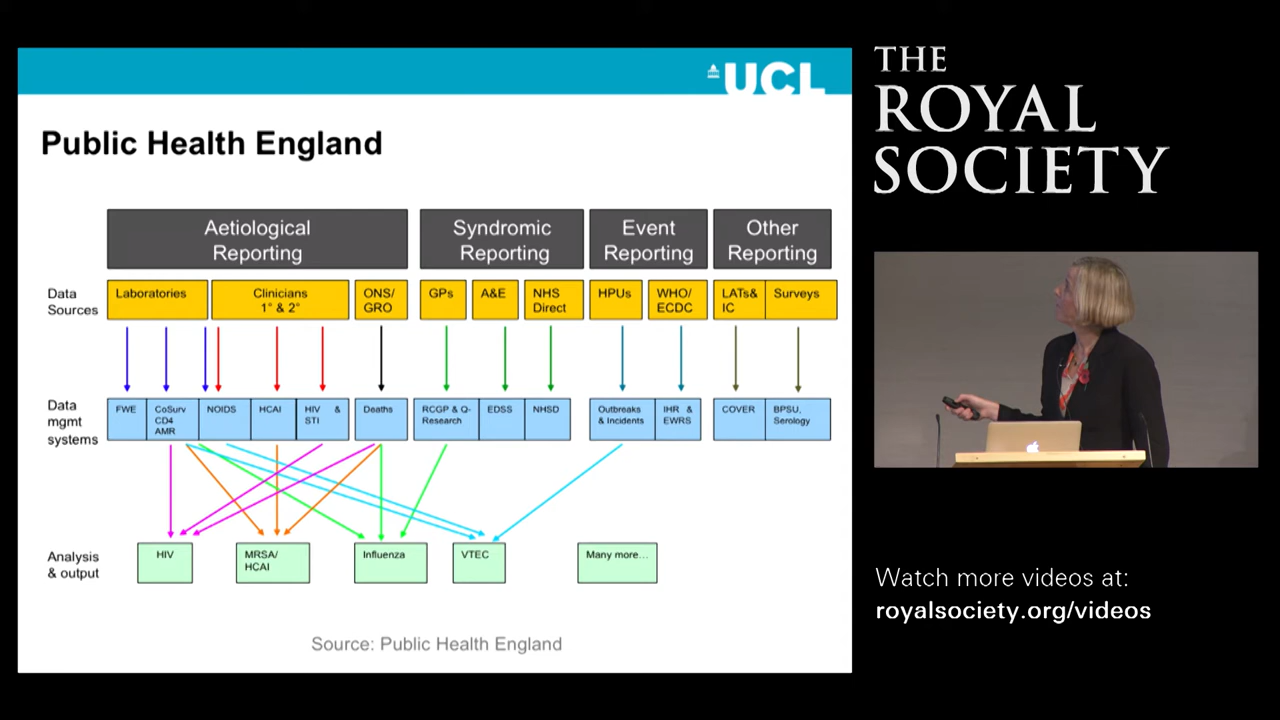 UCL
Public Health England
Aetiological
Reporting
Syndromic
Reporting
Event
Reporting
Other
Reporting
Data
Sources
Laboratories
Clinicians
1° & 2°
ONS/
GRO
GPs
A&E
NHS
Direct
HPUs
WHO/
ECDC
LATs&
IC
Surveys
Data
mgmt
systems
FWE
CoSurv
CD4
AMR
NOIDS
HCAI
HIV &
STI
Deaths
RCGP & Q-
Research
EDSS
NHSD
Outbreaks
& Incidents
IHR &
EWRS
COVER
BPSU,
Serology
Analysis
& output
HIV
MRSA/
HCAI
Influenza
VTEC
Many more...
Source: Public Health England
THE
ROYAL
SOCIETY
Watch more videos at:
royalsociety.org/videos